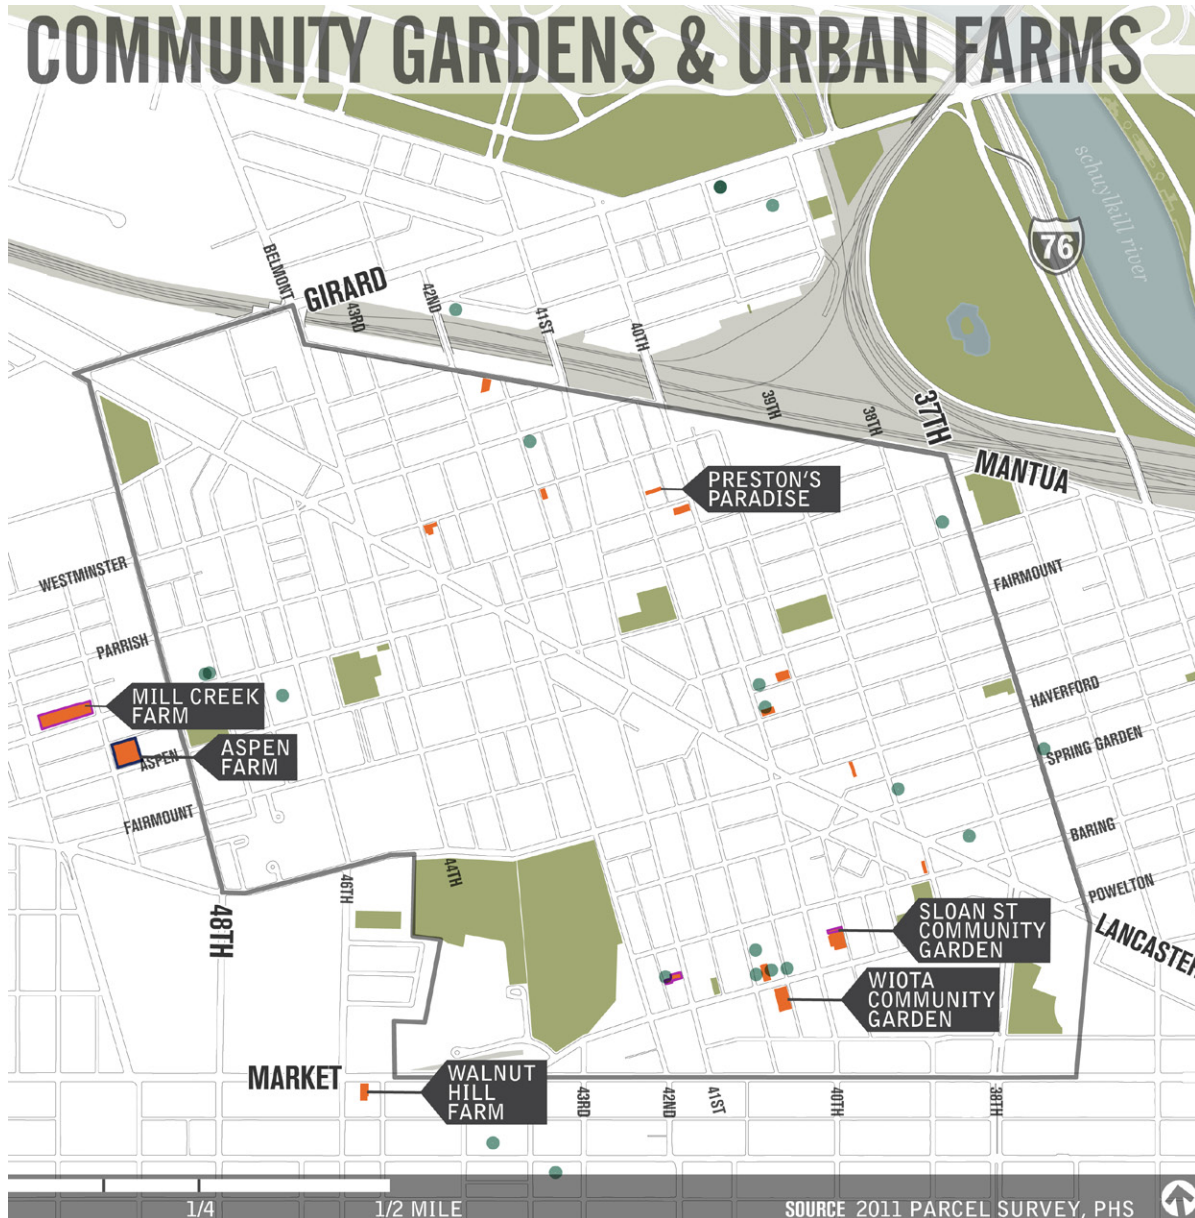 COMMUNITY GARDENS & URBAN FARMS
schuylkill river
76
BELMONT
GIRARD
43RD
42ND
41ST
40TH
39TH
38TH
37TH
MANTUA
PRESTON'S
PARADISE
WESTMINSTER
FAIRMOUNT
PARRISH
HAVERFORD
MILL CREEK
FARM
ASPEN
FARM
ASPEN
SPRING GARDEN
FAIRMOUNT
BARING
44TH
46TH
POWELTON
48TH
SLOAN ST
COMMUNITY
GARDEN
LANCASTER
WIOTA
COMMUNITY
GARDEN
MARKET
WALNUT
HILL
FARM
43RD
42ND
41ST
40TH
38TH
1/4
1/2 MILE
SOURCE 2011 PARCEL SURVEY, PHS